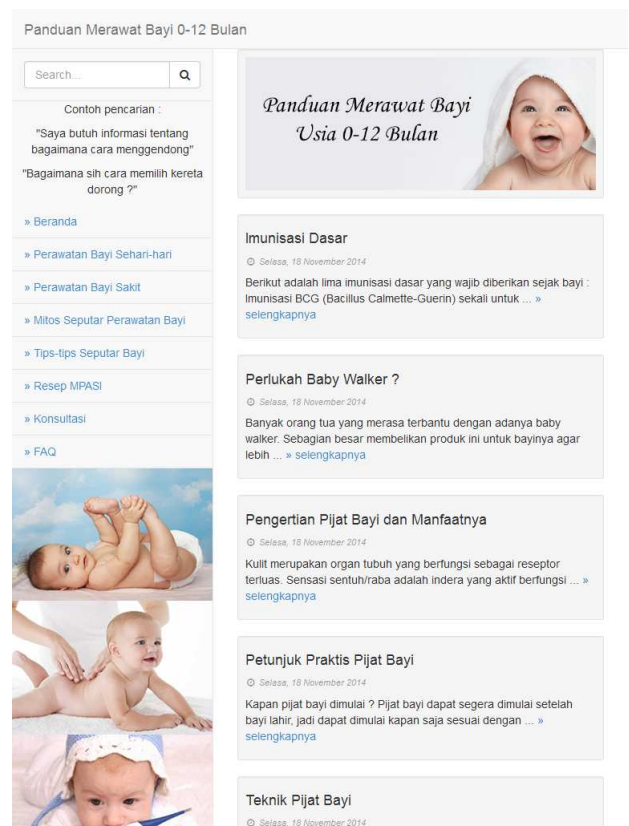 Panduan Merawat Bayi 0-12 Bulan
Search...
Contoh pencarian :
"Saya butuh informasi tentang
bagaimana cara menggendong"
"Bagaimana sih cara memilih kereta
dorong ?"
» Beranda
» Perawatan Bayi Sehari-hari
» Perawatan Bayi Sakit
» Mitos Seputar Perawatan Bayi
» Tips-tips Seputar Bayi
» Resep MPASI
» Konsultasi
» FAQ
Panduan Merawat Bayi
Usia 0-12 Bulan
Imunisasi Dasar
Selasa, 18 November 2014
Berikut adalah lima imunisasi dasar yang wajib diberikan sejak bayi :
Imunisasi BCG (Bacillus Calmette-Guerin) sekali untuk ... »
selengkapnya
Perlukah Baby Walker ?
Selasa, 18 November 2014
Banyak orang tua yang merasa terbantu dengan adanya baby
walker. Sebagian besar membelikan produk ini untuk bayinya agar
lebih ... » selengkapnya
Pengertian Pijat Bayi dan Manfaatnya
Selasa, 18 November 2014
Kulit merupakan organ tubuh yang berfungsi sebagai reseptor
terluas. Sensasi sentuh/raba adalah indera yang aktif berfungsi ... »
selengkapnya
Petunjuk Praktis Pijat Bayi
Selasa, 18 November 2014
Kapan pijat bayi dimulai ? Pijat bayi dapat segera dimulai setelah
bayi lahir, jadi dapat dimulai kapan saja sesuai dengan ... »
selengkapnya
Teknik Pijat Bayi
Selasa, 18 November 2014